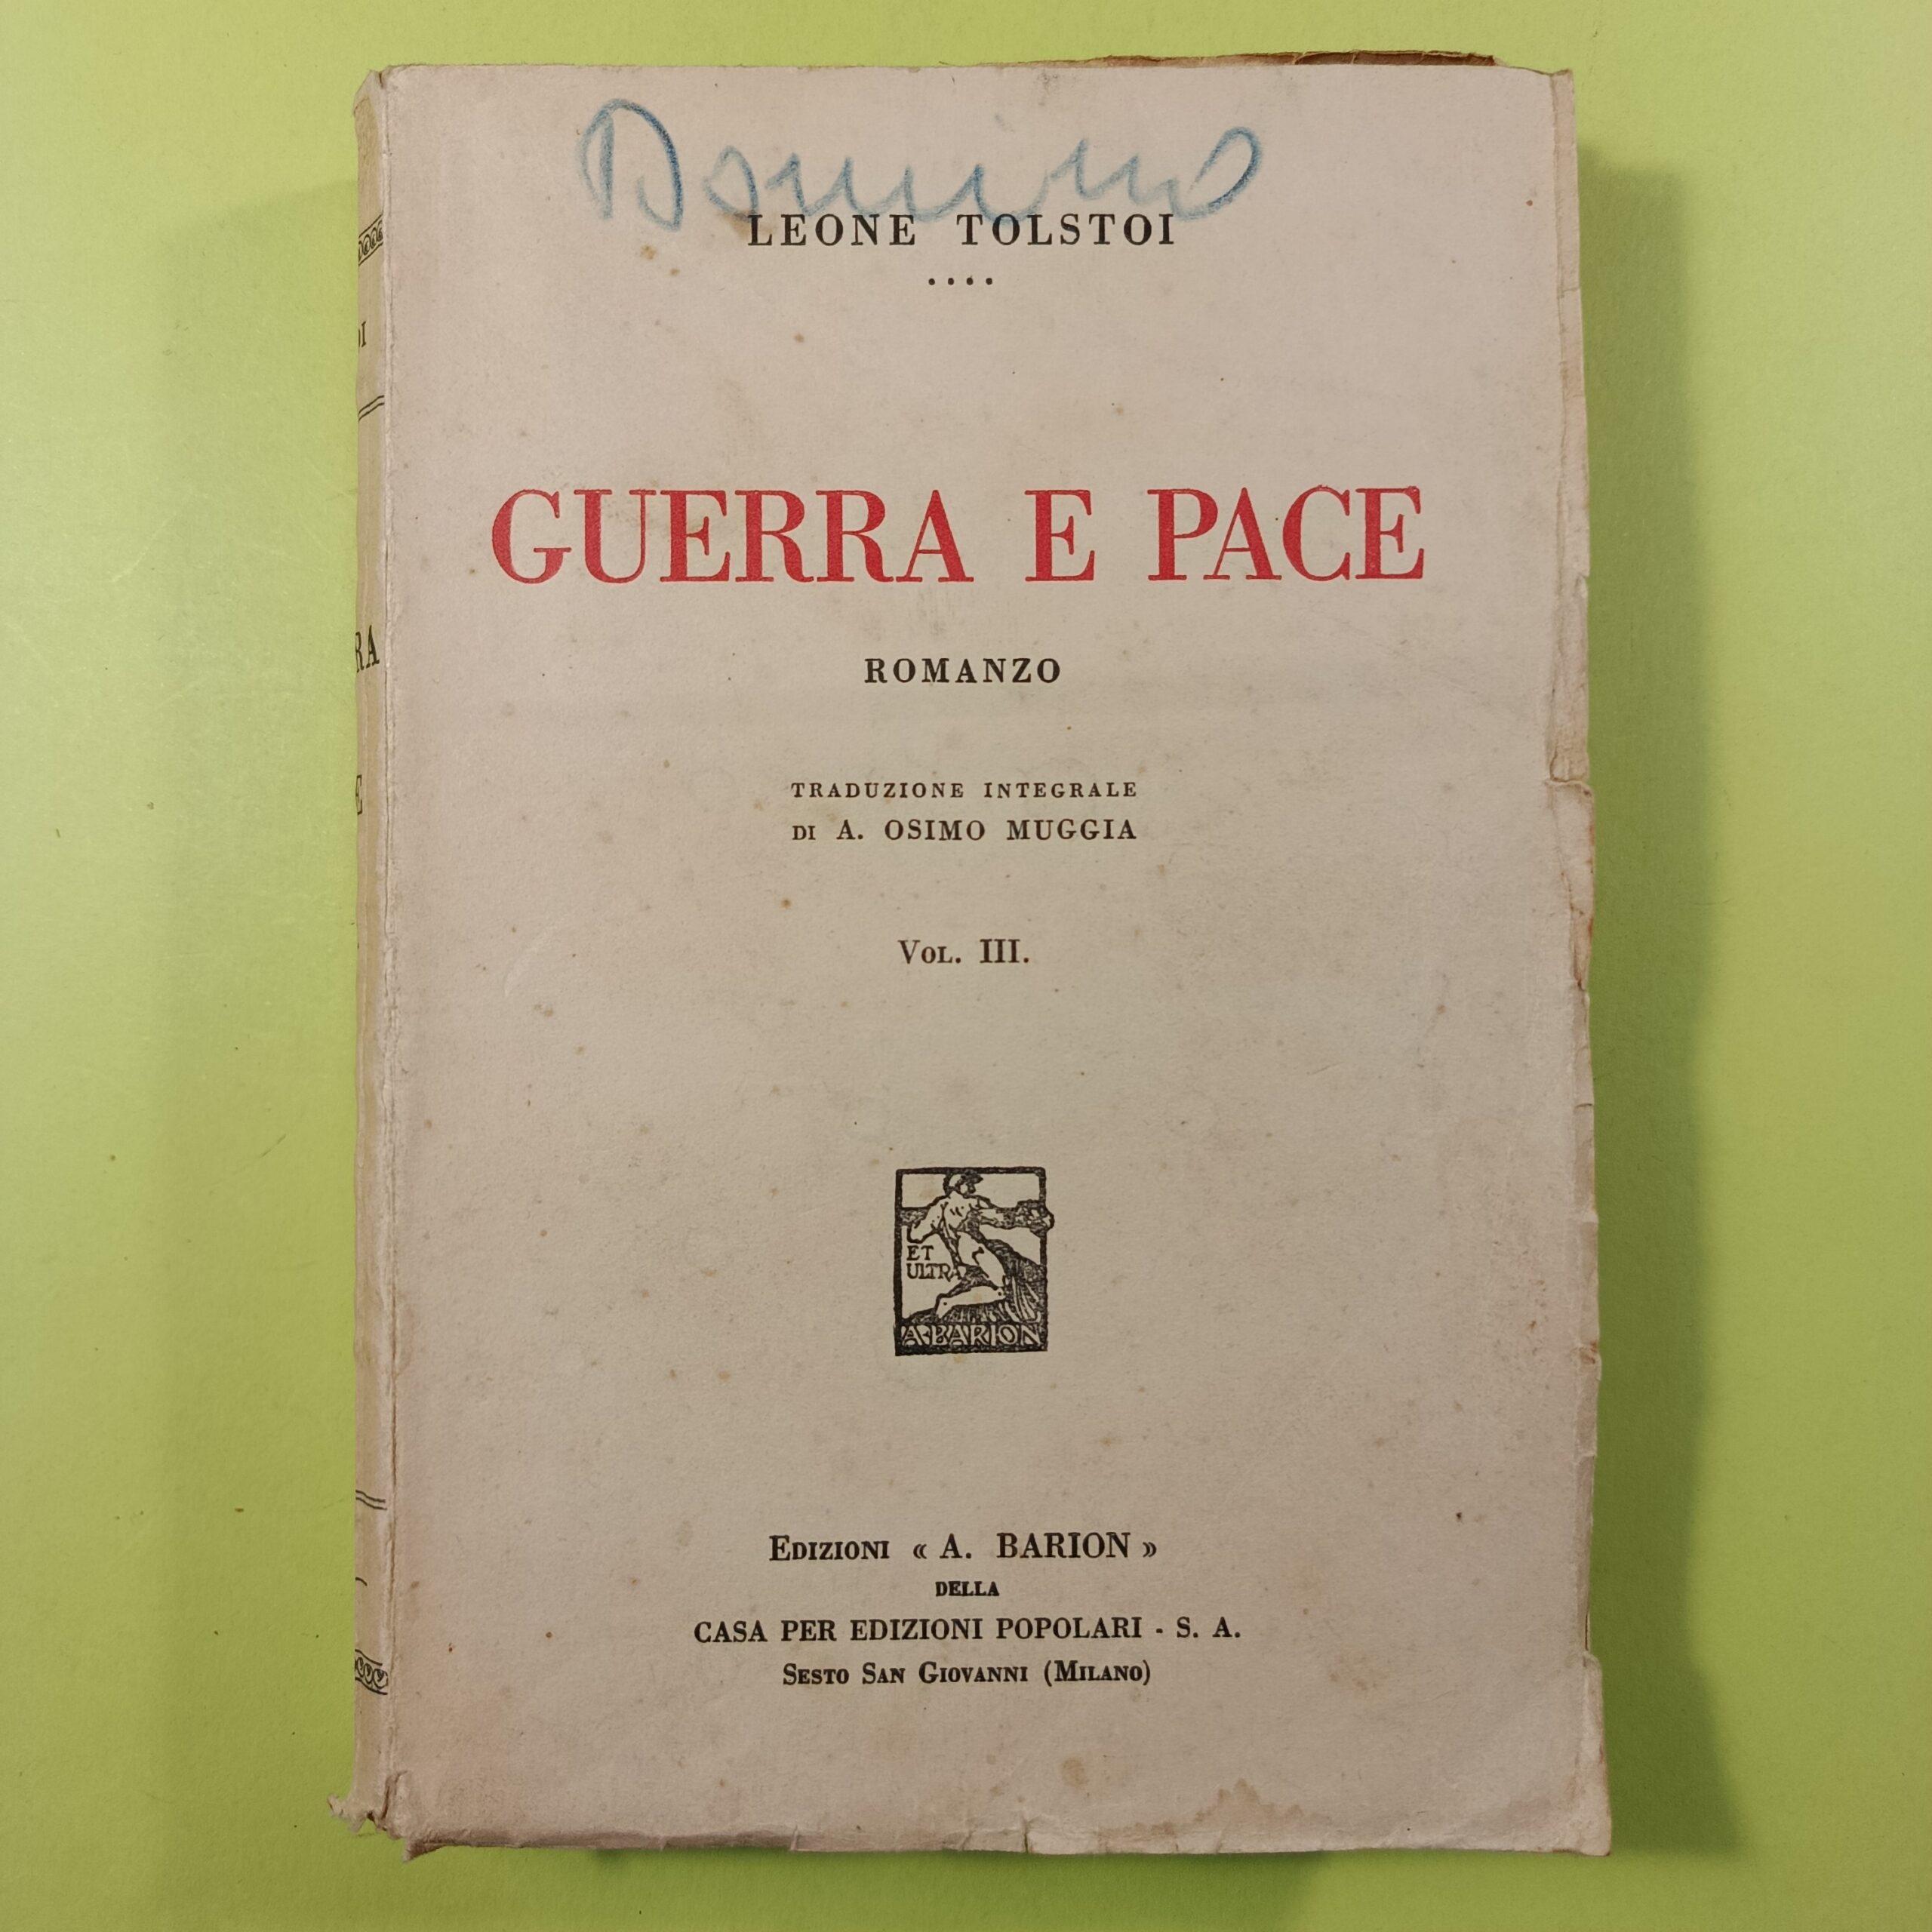 LEONE TOLSTOI
....
GUERRA E PACE
ROMANZO
TRADUZIONE INTEGRALE
DI A. OSIMO MUGGIA
VOL. III.
ET
ULTRA
A·BARION
EDIZIONI « A. BARION »
DELLA
CASA PER EDIZIONI POPOLARI - S. A.
SESTO SAN GIOVANNI (MILANO)